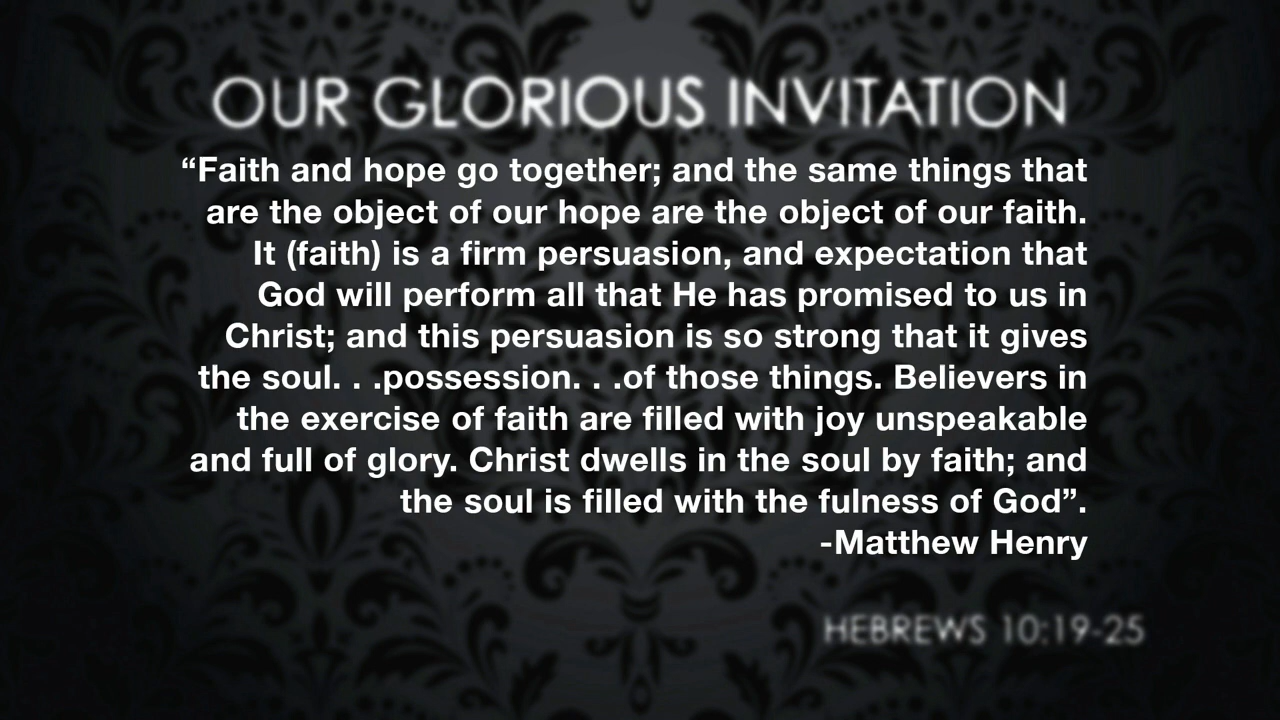 OUR GLORIOUS INVITATION
“Faith and hope go together; and the same things that
are the object of our hope are the object of our faith.
It (faith) is a firm persuasion, and expectation that
God will perform all that He has promised to us in
Christ; and this persuasion is so strong that it gives
the soul. . .possession. . .of those things. Believers in
the exercise of faith are filled with joy unspeakable
and full of glory. Christ dwells in the soul by faith; and
the soul is filled with the fulness of God”.
-Matthew Henry
HEBREWS 10:19-25